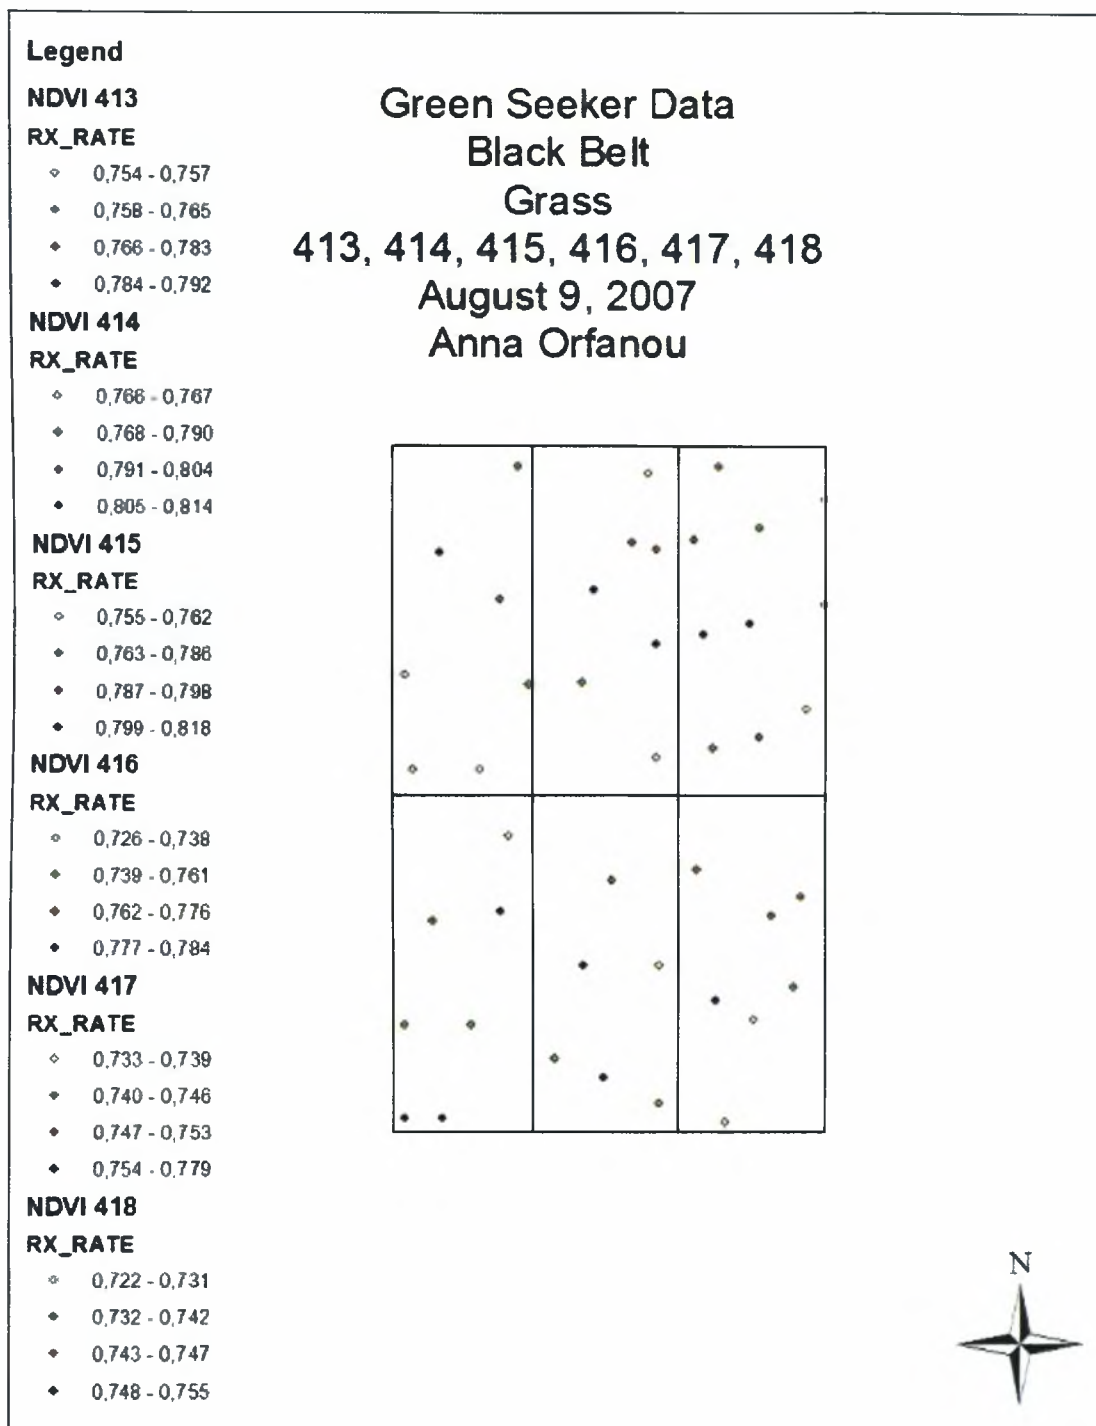 Legend
NDVI 413
RX_RATE
0,754 - 0,757
0,758 - 0,765
0,766 - 0,783
0,784 - 0,792
NDVI 414
RX_RATE
0,766 - 0,767
0,768 - 0,790
0,791 - 0,804
0,805 - 0,814
NDVI 415
RX_RATE
0,755 - 0,762
0,763 - 0,786
0,787 - 0,798
0,799 - 0,818
NDVI 416
RX_RATE
0,726 - 0,738
0,739 - 0,761
0,762 - 0,776
0,777 - 0,784
NDVI 417
RX_RATE
0,733 - 0,739
0,740 - 0,746
0,747 - 0,753
0,754 - 0,779
NDVI 418
RX_RATE
0,722 - 0,731
0,732 - 0,742
0,743 - 0,747
0,748 - 0,755
Green Seeker Data
Black Belt
Grass
413, 414, 415, 416, 417, 418
August 9, 2007
Anna Orfanou
N